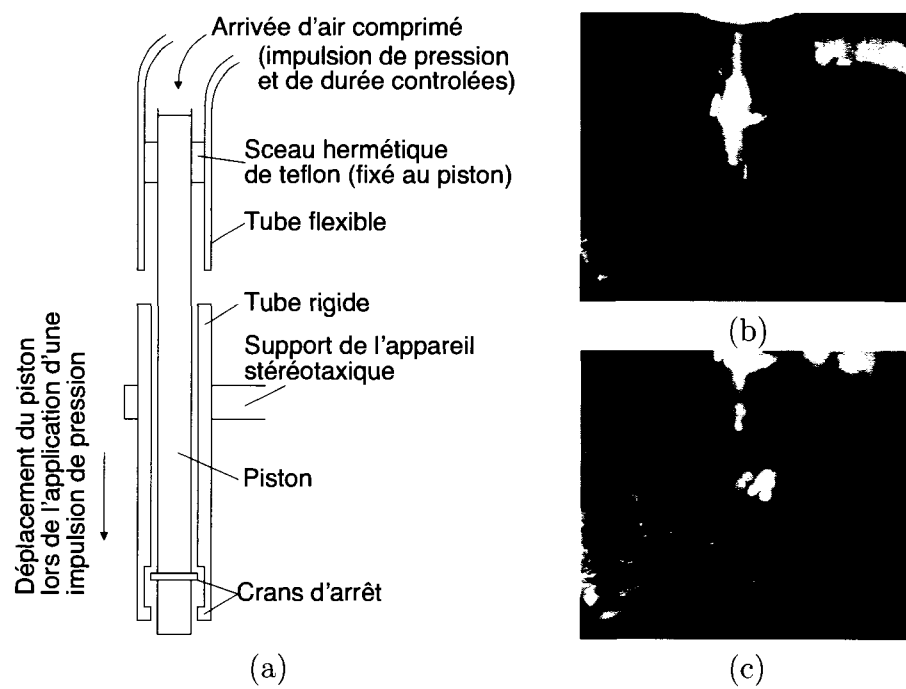 Arrivée d'air comprimé
(impulsion de pression
et de durée controlées)
Sceau hermétique
de teflon (fixé au piston)
Tube flexible
Tube rigide
Support de l'appareil
stéréotaxique
Déplacement du piston
lors de l'application d'une
impulsion de pression
Piston
Crans d'arrêt
(a)
(b)
(c)